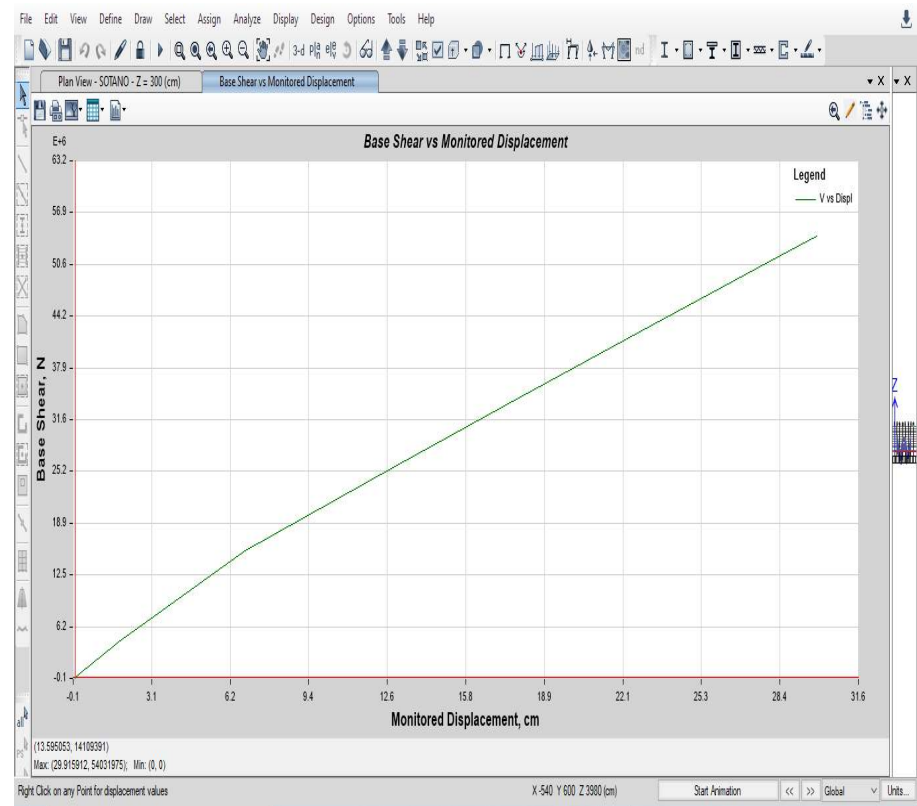 File Edit View Define Draw Select Assign Analyze Display Design Options Tools Help
3-d
nd
Plan View - SOTANO - Z = 300 (cm) Base Shear vs Monitored Displacement
X
X
Base Shear vs Monitored Displacement
E+6
63.2
56.9
50.6
44.2
37.9
31.6
25.2
18.9
12.5
6.2
-0.1
Base Shear, N
Legend
V vs Displ
-0.1 3.1 6.2 9.4 12.6 15.8 18.9 22.1 25.3 28.4 31.6
Monitored Displacement, cm
Z
all
PS
(13.595053, 14109391)
Max: (29.915912, 54031975); Min: (0, 0)
Right Click on any Point for displacement values X -540 Y 600 Z 3980 (cm) Start Animation << >> Global Units...